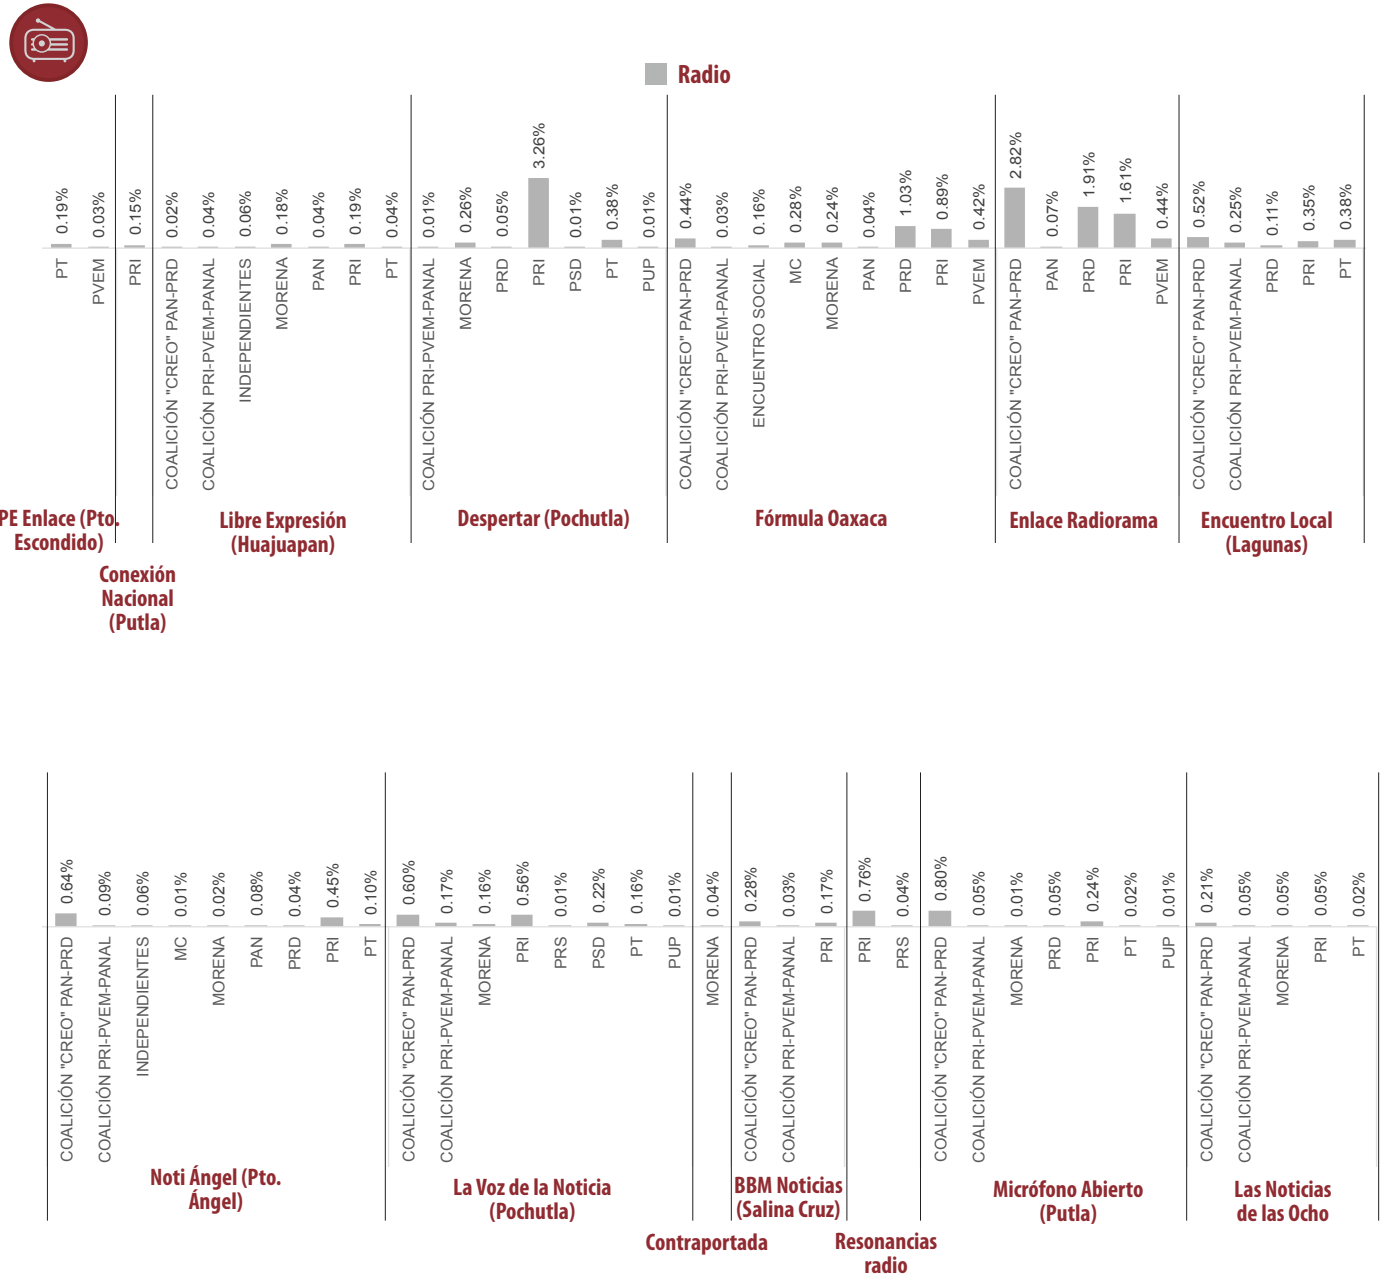 Radio
0.19%
0.03%
0.15%
0.02%
0.04%
0.06%
0.18%
0.04%
0.19%
0.04%
0.01%
0.26%
0.05%
3.26%
0.01%
0.38%
0.01%
0.44%
0.03%
0.16%
0.28%
0.24%
0.04%
1.03%
0.89%
0.42%
2.82%
0.07%
1.91%
1.61%
0.44%
0.52%
0.25%
0.11%
0.35%
0.38%
PT
PVEM
PRI
COALICIÓN "CREO" PAN-PRD
COALICIÓN PRI-PVEM-PANAL
INDEPENDIENTES
MORENA
PAN
PRI
PT
COALICIÓN PRI-PVEM-PANAL
MORENA
PRD
PRI
PSD
PT
PUP
COALICIÓN "CREO" PAN-PRD
COALICIÓN PRI-PVEM-PANAL
ENCUENTRO SOCIAL
MC
MORENA
PAN
PRD
PRI
PVEM
COALICIÓN "CREO" PAN-PRD
PAN
PRD
PRI
PVEM
COALICIÓN "CREO" PAN-PRD
COALICIÓN PRI-PVEM-PANAL
PRD
PRI
PT
PE Enlace (Pto.
Escondido)
Conexión
Nacional
(Putla)
Libre Expresión
(Huajuapan)
Despertar (Pochutla)
Fórmula Oaxaca
Enlace Radiorama
Encuentro Local
(Lagunas)
0.64%
0.09%
0.06%
0.01%
0.02%
0.08%
0.04%
0.45%
0.10%
0.60%
0.17%
0.16%
0.56%
0.01%
0.22%
0.16%
0.01%
0.04%
0.28%
0.03%
0.17%
0.76%
0.04%
0.80%
0.05%
0.01%
0.05%
0.24%
0.02%
0.01%
0.21%
0.05%
0.05%
0.05%
0.02%
COALICIÓN "CREO" PAN-PRD
COALICIÓN PRI-PVEM-PANAL
INDEPENDIENTES
MC
MORENA
PAN
PRD
PRI
PT
COALICIÓN "CREO" PAN-PRD
COALICIÓN PRI-PVEM-PANAL
MORENA
PRI
PRS
PSD
PT
PUP
MORENA
COALICIÓN "CREO" PAN-PRD
COALICIÓN PRI-PVEM-PANAL
PRI
PRI
PRS
COALICIÓN "CREO" PAN-PRD
COALICIÓN PRI-PVEM-PANAL
MORENA
PRD
PRI
PT
PUP
COALICIÓN "CREO" PAN-PRD
COALICIÓN PRI-PVEM-PANAL
MORENA
PRI
PT
Noti Ángel (Pto.
Ángel)
La Voz de la Noticia
(Pochutla)
Contraportada
BBM Noticias
(Salina Cruz)
Resonancias
radio
Micrófono Abierto
(Putla)
Las Noticias
de las Ocho